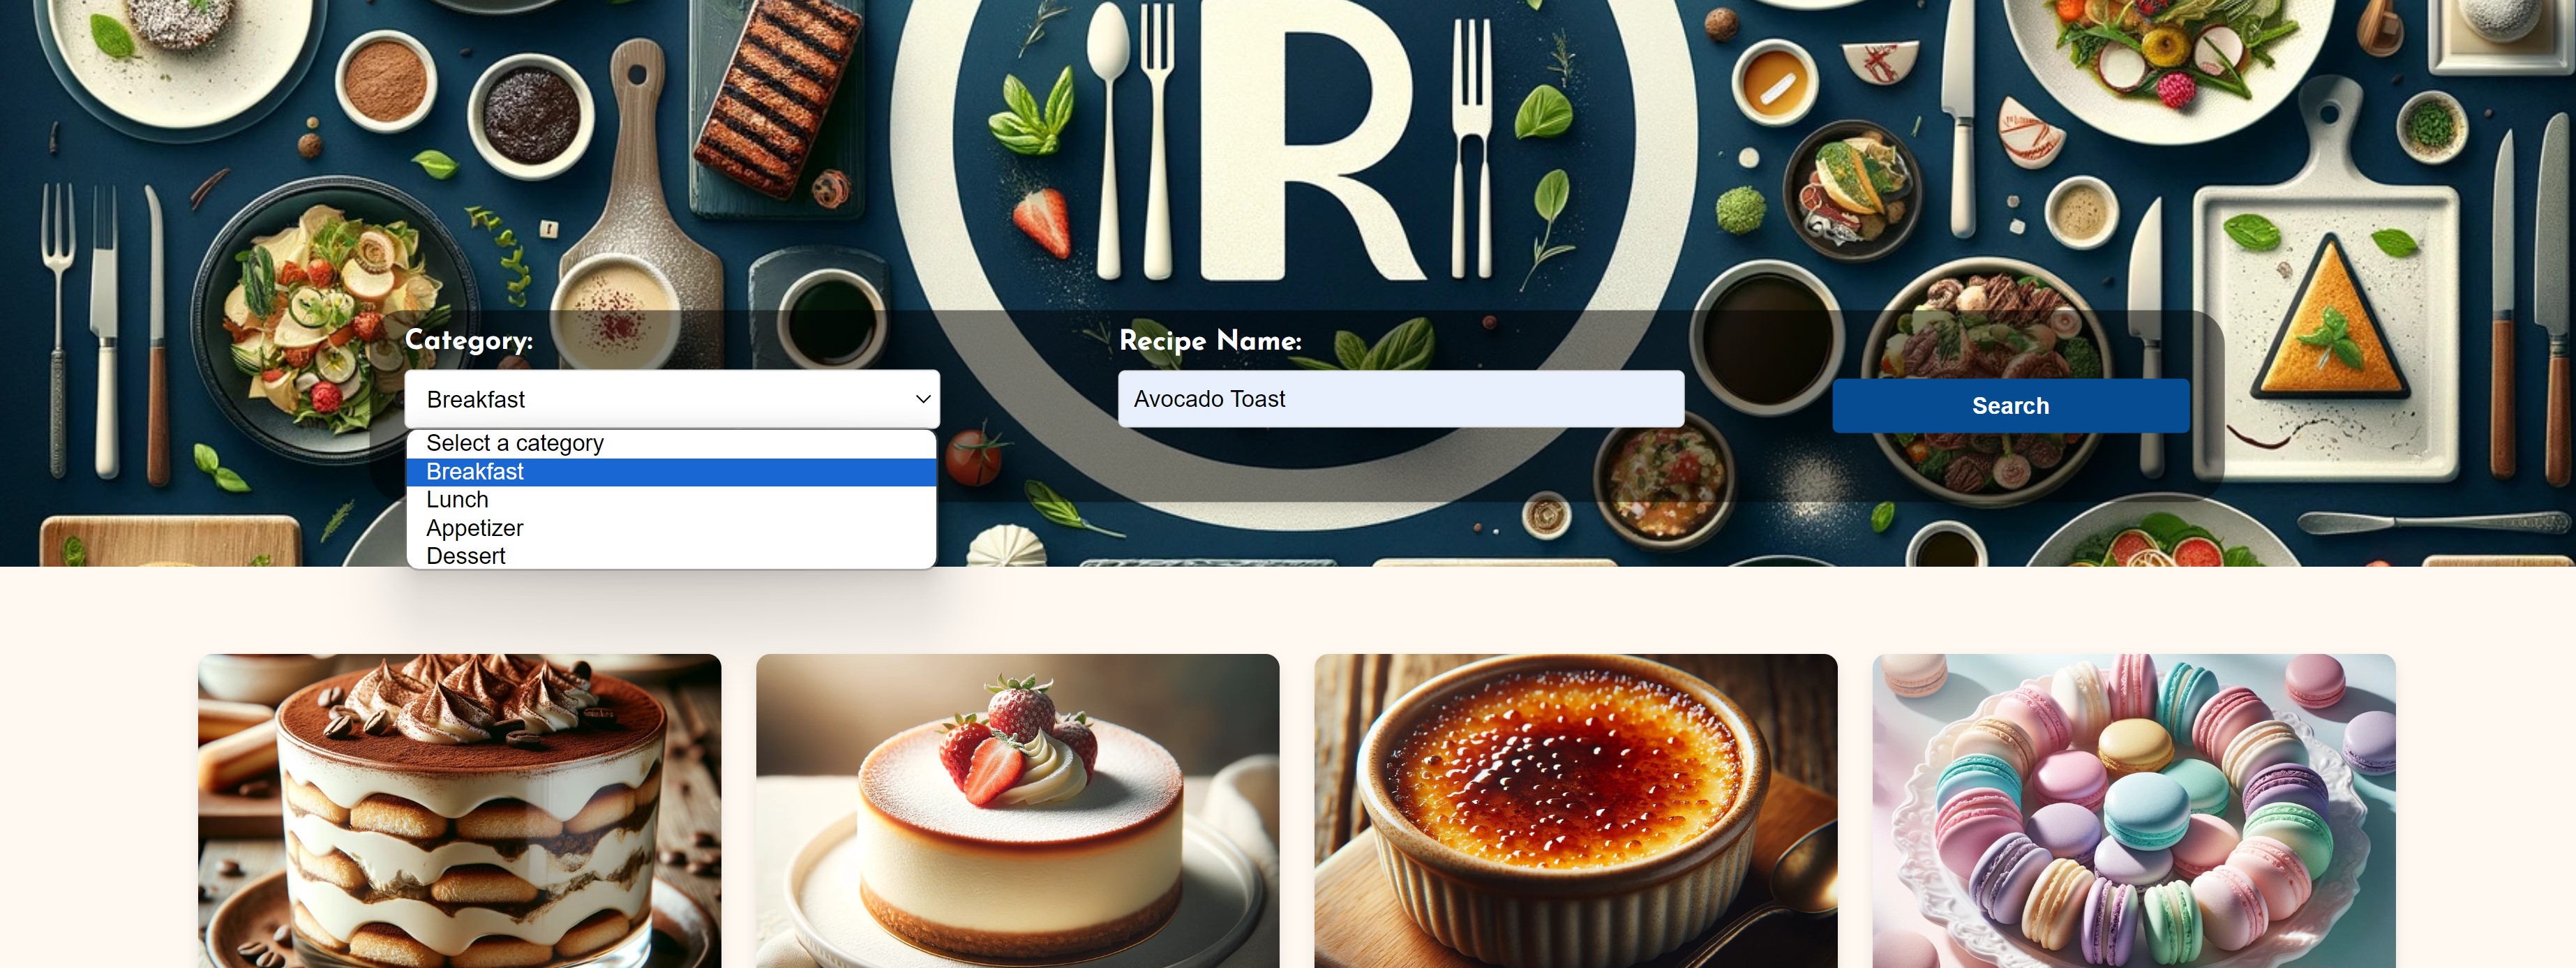 R
Category:
Recipe Name:
Breakfast
Avocado Toast
Search
Select a category
Breakfast
Lunch
Appetizer
Dessert